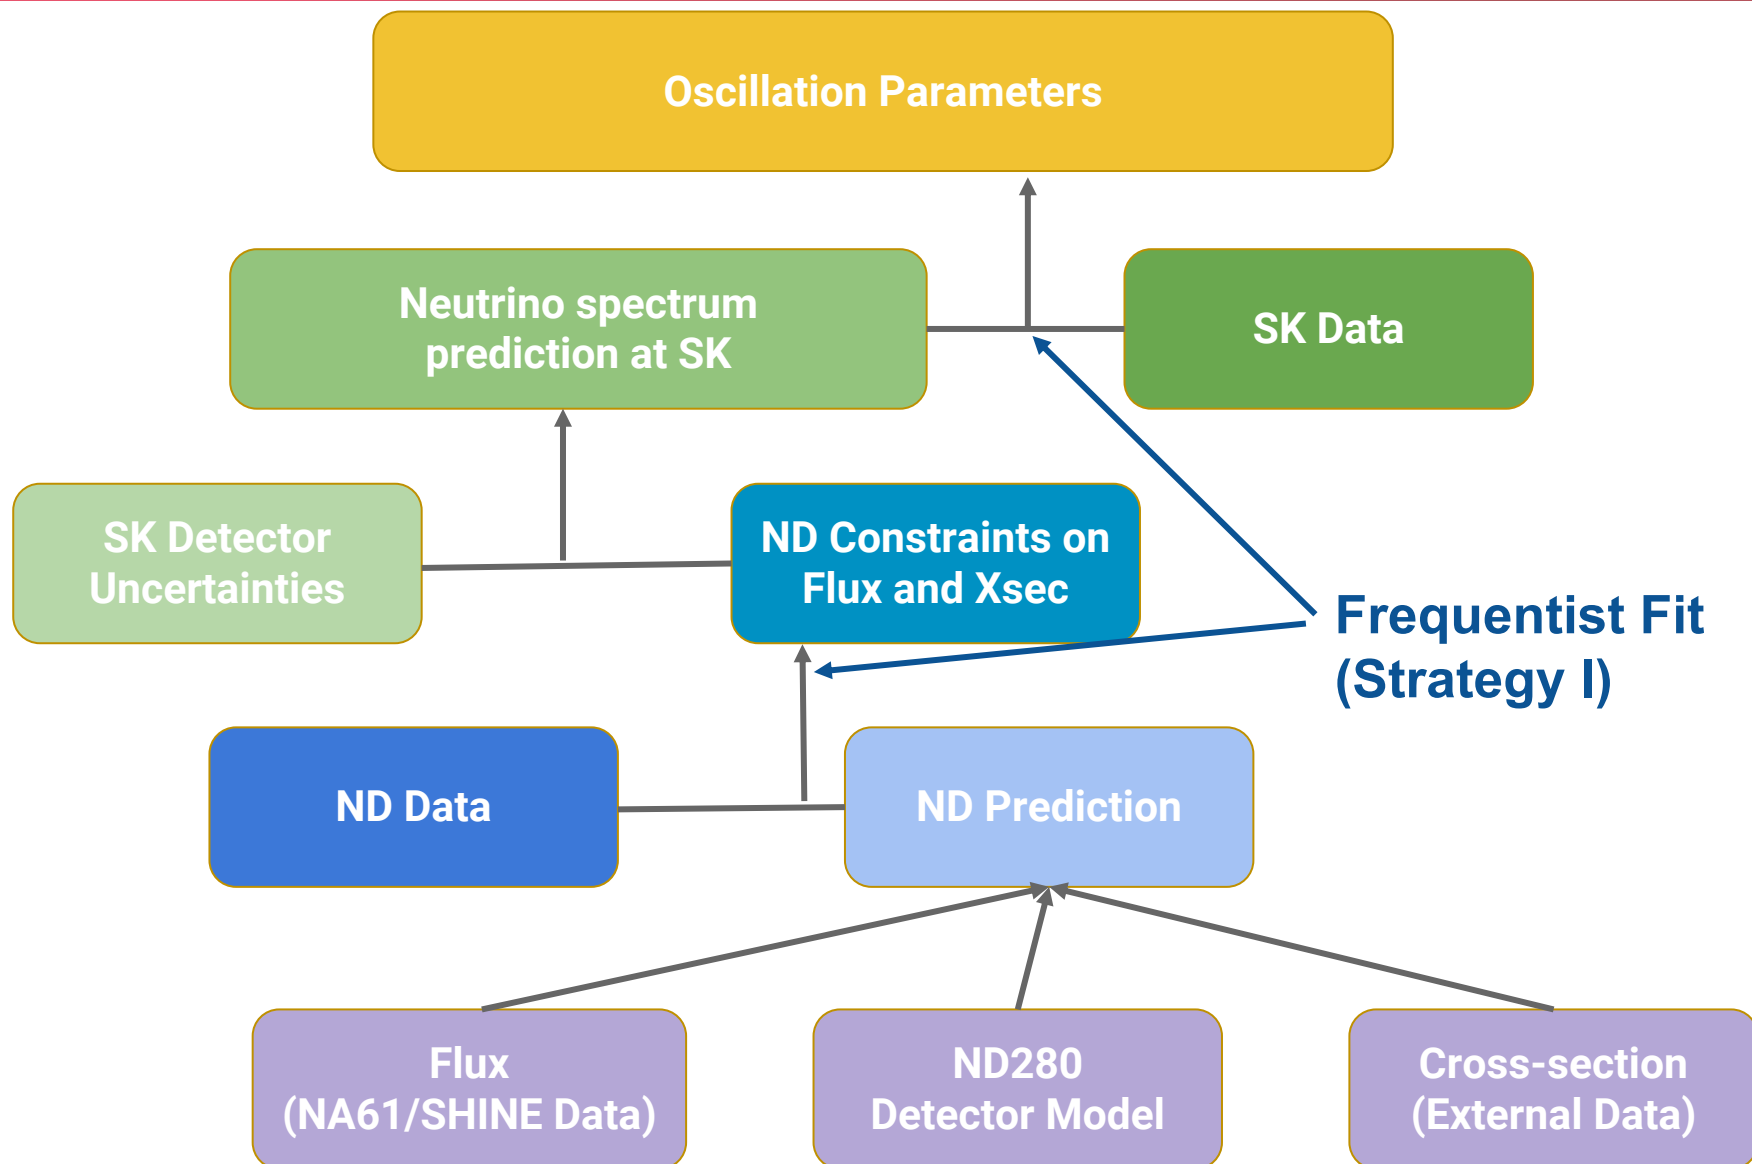 Oscillation Parameters
Neutrino spectrum
prediction at SK
SK Data
SK Detector
Uncertainties
ND Constraints on
Flux and Xsec
Frequentist Fit
(Strategy I)
ND Data
ND Prediction
Flux
(NA61/SHINE Data)
ND280
Detector Model
Cross-section
(External Data)